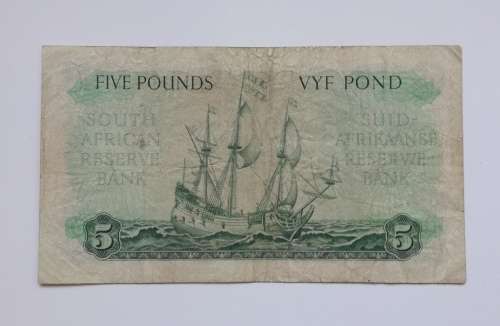 FIVE POUNDS VYF POND
SOUTH
AFRICAN
RESERVE
BANK
SUID-
AFRIKAANSE
RESERWE
BANK
5 5